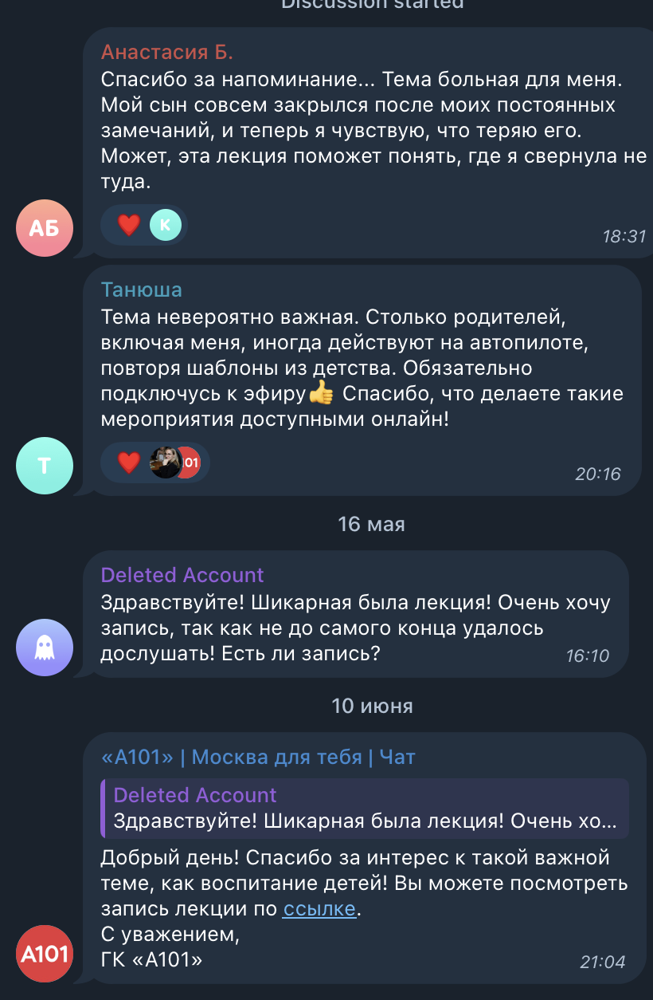 Discussion started
Анастасия Б.
Спасибо за напоминание... Тема больная для меня.
Мой сын совсем закрылся после моих постоянных
замечаний, и теперь я чувствую, что теряю его.
Может, эта лекция поможет понять, где я свернула не
туда.
АБ
K
18:31
Танюша
Тема невероятно важная. Столько родителей,
включая меня, иногда действуют на автопилоте,
повторя шаблоны из детства. Обязательно
подключусь к эфиру👍 Спасибо, что делаете такие
мероприятия доступными онлайн!
Т
01
20:16
16 мая
Deleted Account
Здравствуйте! Шикарная была лекция! Очень хочу
запись, так как не до самого конца удалось
дослушать! Есть ли запись?
16:10
10 июня
«А101» | Москва для тебя | Чат
Deleted Account
Здравствуйте! Шикарная была лекция! Очень хо...
Добрый день! Спасибо за интерес к такой важной
теме, как воспитание детей! Вы можете посмотреть
запись лекции по ссылке.
С уважением,
ГК «А101»
А101
21:04